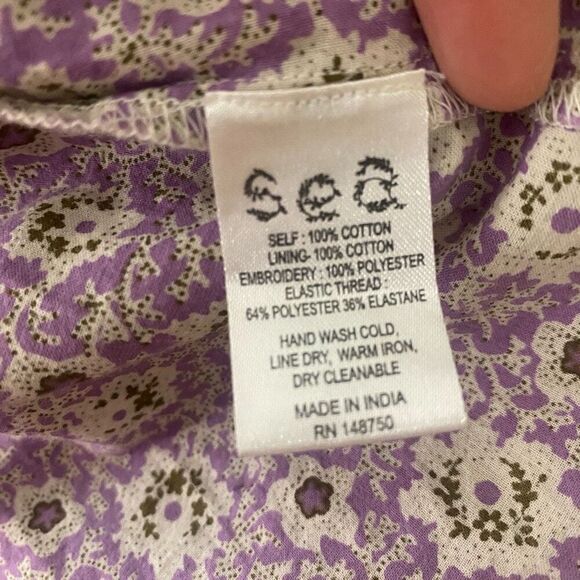 sea
SELF : 100% COTTON
LINING- 100% COTTON
EMBROIDERY : 100% POLYESTER
ELASTIC THREAD :
64% POLYESTER 36% ELASTANE
HAND WASH COLD,
LINE DRY, WARM IRON,
DRY CLEANABLE
MADE IN INDIA
RN 148750